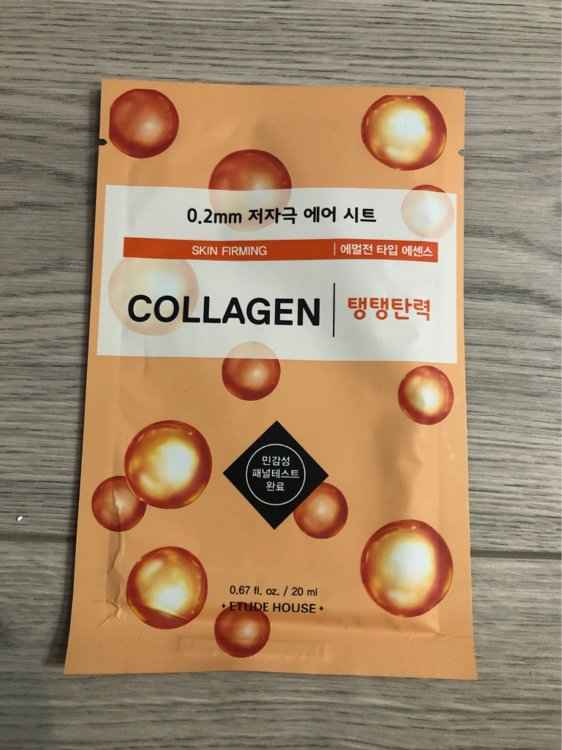 0.2mm 저자극 에어 시트
SKIN FIRMING | 에멀전 타입 에센스
COLLAGEN | 탱탱탄력
민감성
패널테스트
완료
0.67 fl. oz. / 20 ml
• ETUDE HOUSE •